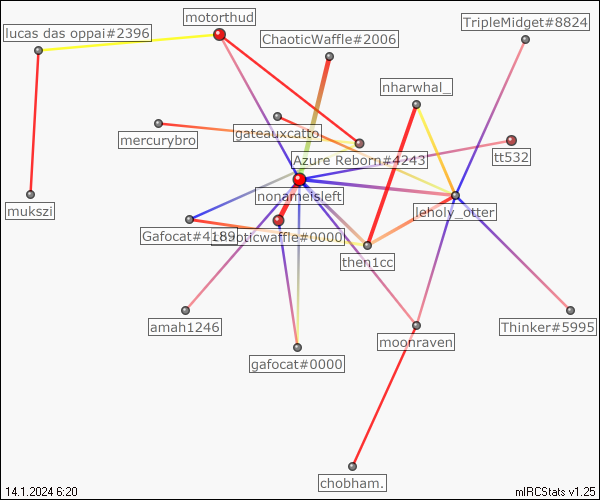 motorthud
TripleMidget#8824
lucas das oppai#2396
ChaoticWaffle#2006
nharwhal_
gateauxcatto
mercurybro
Azure Reborn#4243
tt532
nonameisleft
mukszi
leholy_otter
Gafocat#4189
chaoticwaffle#0000
then1cc
amah1246
Thinker#5995
moonraven
gafocat#0000
chobham.
14.1.2024 6:20
mIRCStats v1.25